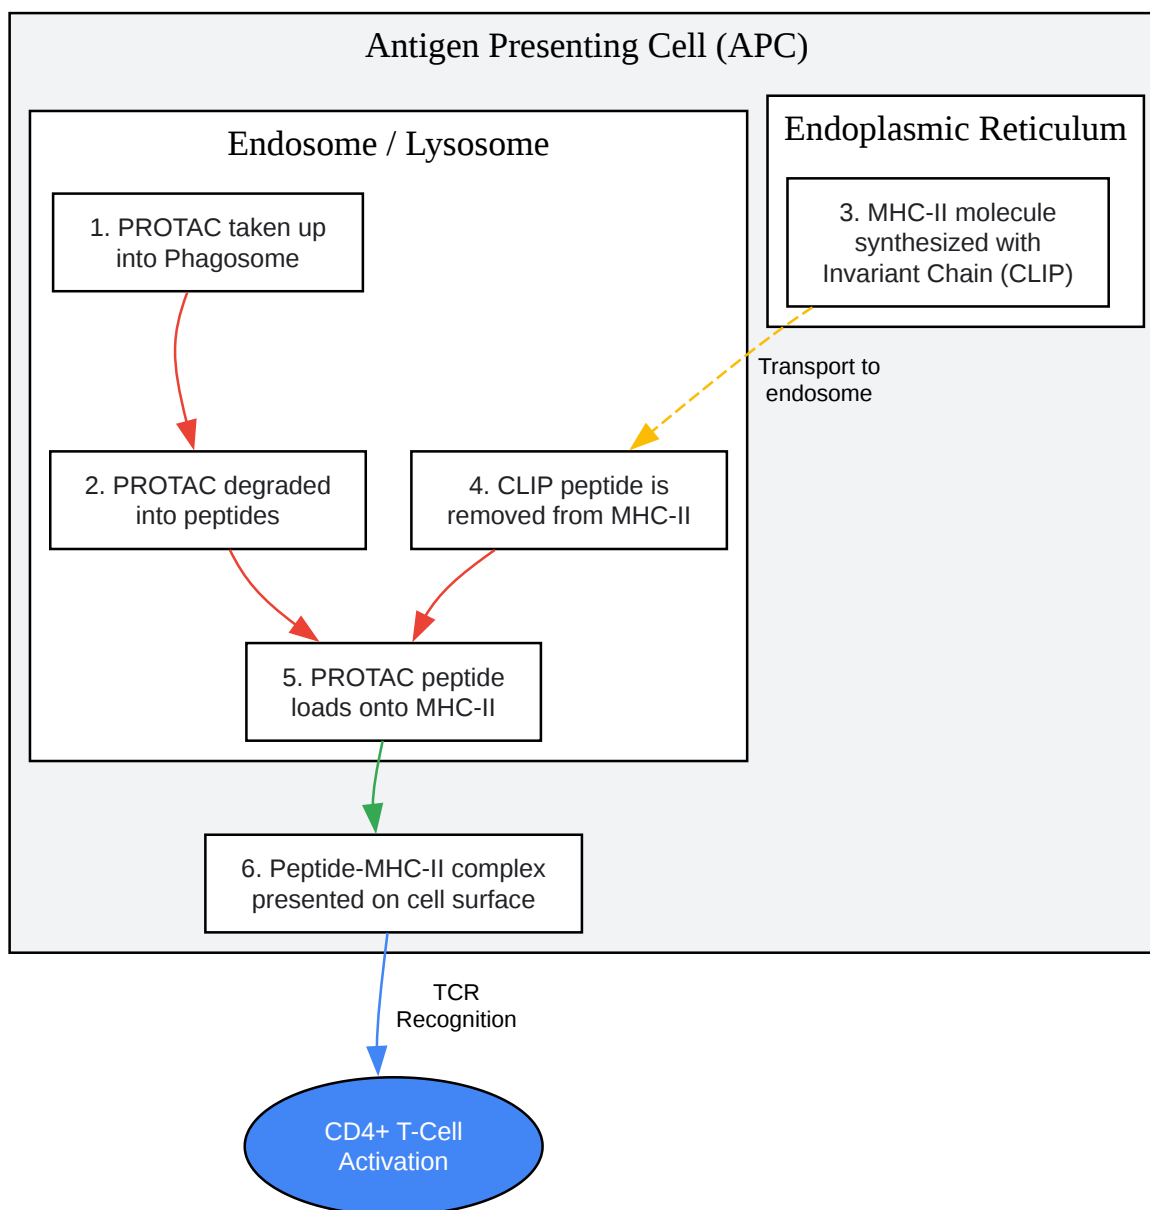 Antigen Presenting Cell (APC)
Endosome / Lysosome
Endoplasmic Reticulum
1. PROTAC taken up
into Phagosome
3. MHC-II molecule
synthesized with
Invariant Chain (CLIP)
Transport to
endosome
2. PROTAC degraded
into peptides
4. CLIP peptide is
removed from MHC-II
5. PROTAC peptide
loads onto MHC-II
6. Peptide-MHC-II complex
presented on cell surface
TCR
Recognition
CD4+ T-Cell
Activation